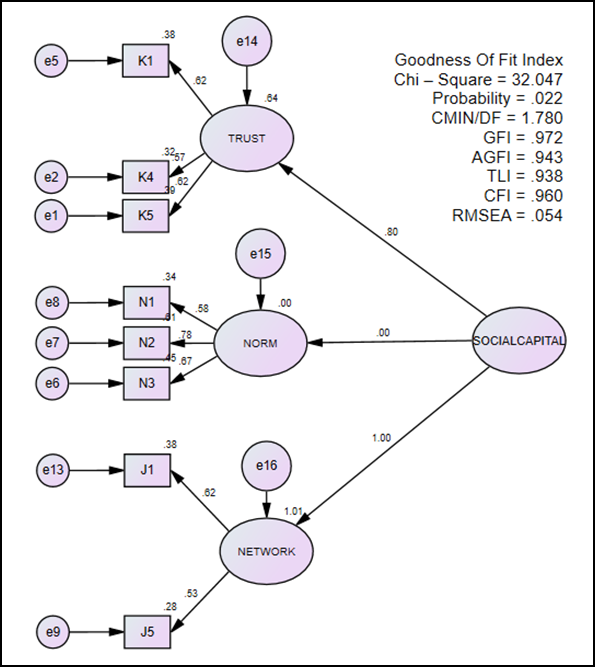 .38
e14
e5
K1
Goodness Of Fit Index
Chi – Square = 32.047
Probability = .022
CMIN/DF = 1.780
GFI = .972
AGFI = .943
TLI = .938
CFI = .960
RMSEA = .054
.62
.64
TRUST
.32
.57
e2
K4
.62
.39
e1
K5
.80
e15
.34
.00
e8
N1
.58
.61
.00
e7
N2
.78
NORM
SOCIALCAPITAL
.45
.67
e6
N3
.38
1.00
e13
J1
e16
.62
1.01
NETWORK
.53
.28
e9
J5